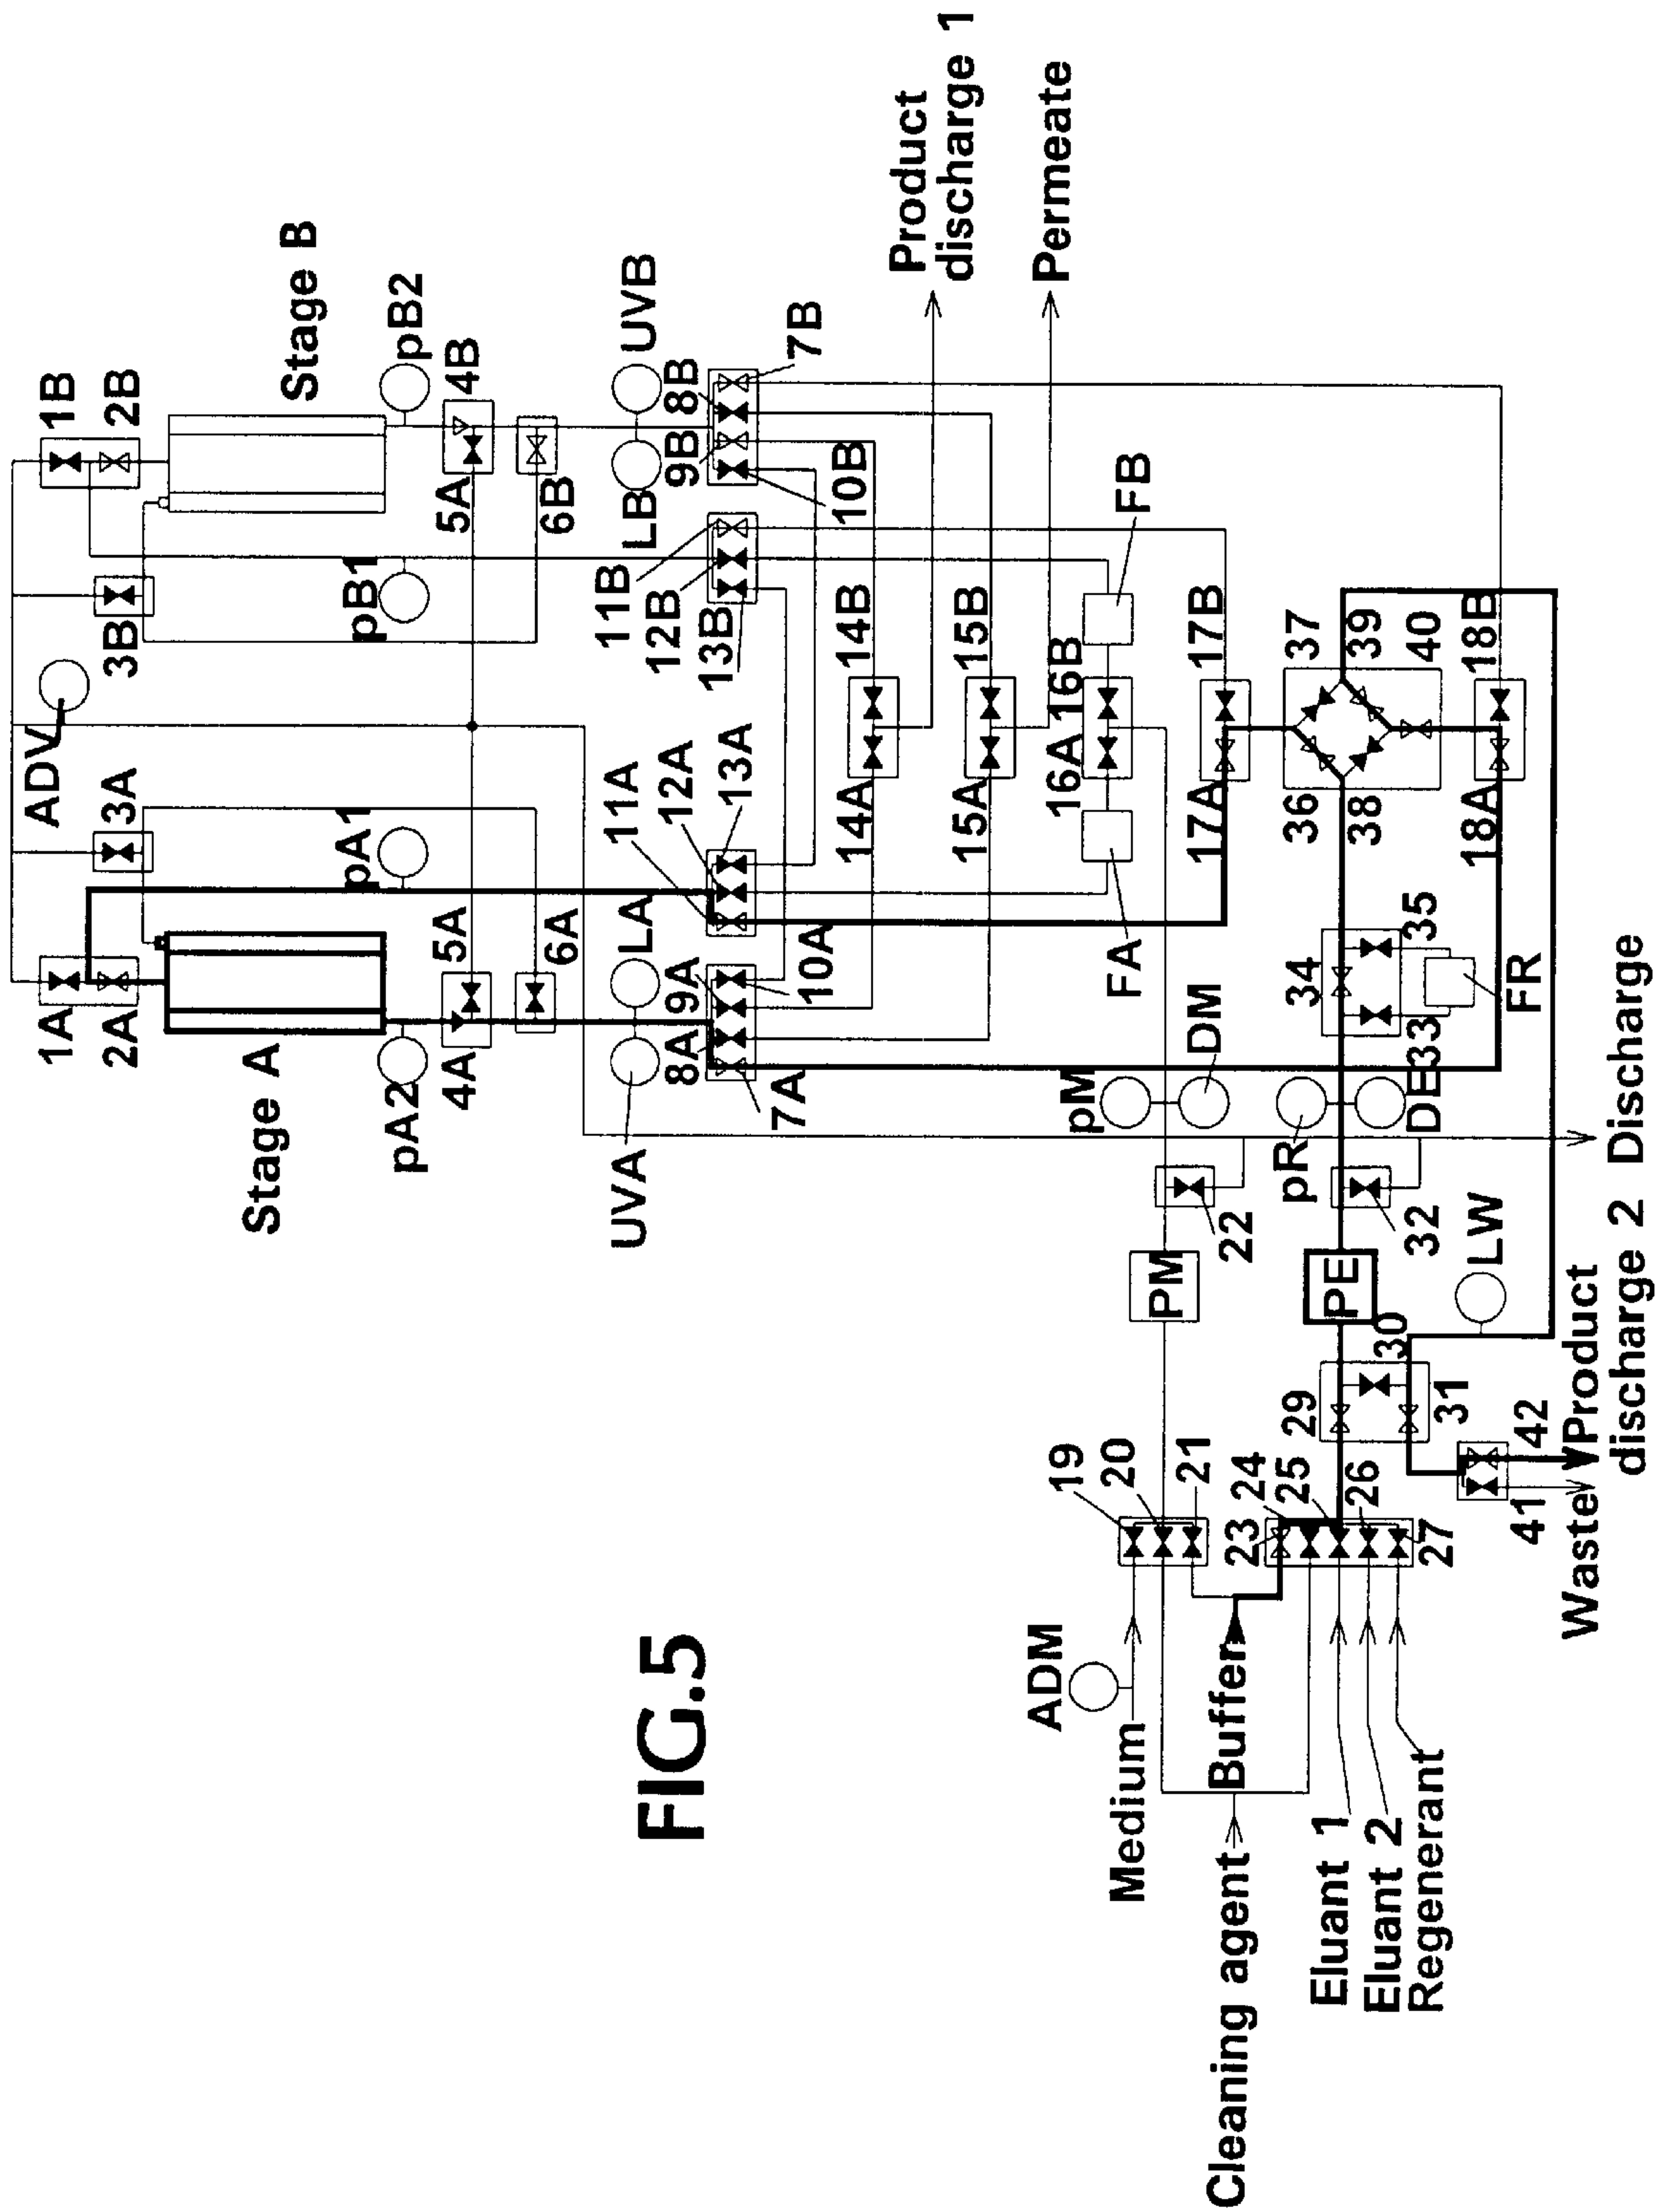 FIG.5
Stage A
Stage B
1A
2A
3A
ADV
3B
1B
2B
pA2
pA1
pB1
pB2
4A
5A
6A
5A
4B
6B
UVA
LA
LB
UVB
8A
9A
7A
10A
11A
12A
13A
11B
12B
13B
9B
8B
7B
10B
14A
14B
Product
discharge 1
15A
15B
Permeate
FA
16A
16B
FB
17A
17B
36
37
38
39
40
18A
18B
pM
DM
pR
DE
33
34
35
FR
PM
22
PE
32
LW
29
30
31
19
20
21
23
24
25
26
27
41
42
ADM
Medium
Buffer
Cleaning agent
Eluant 1
Eluant 2
Regenerant
Waste
Product
discharge 2
Discharge